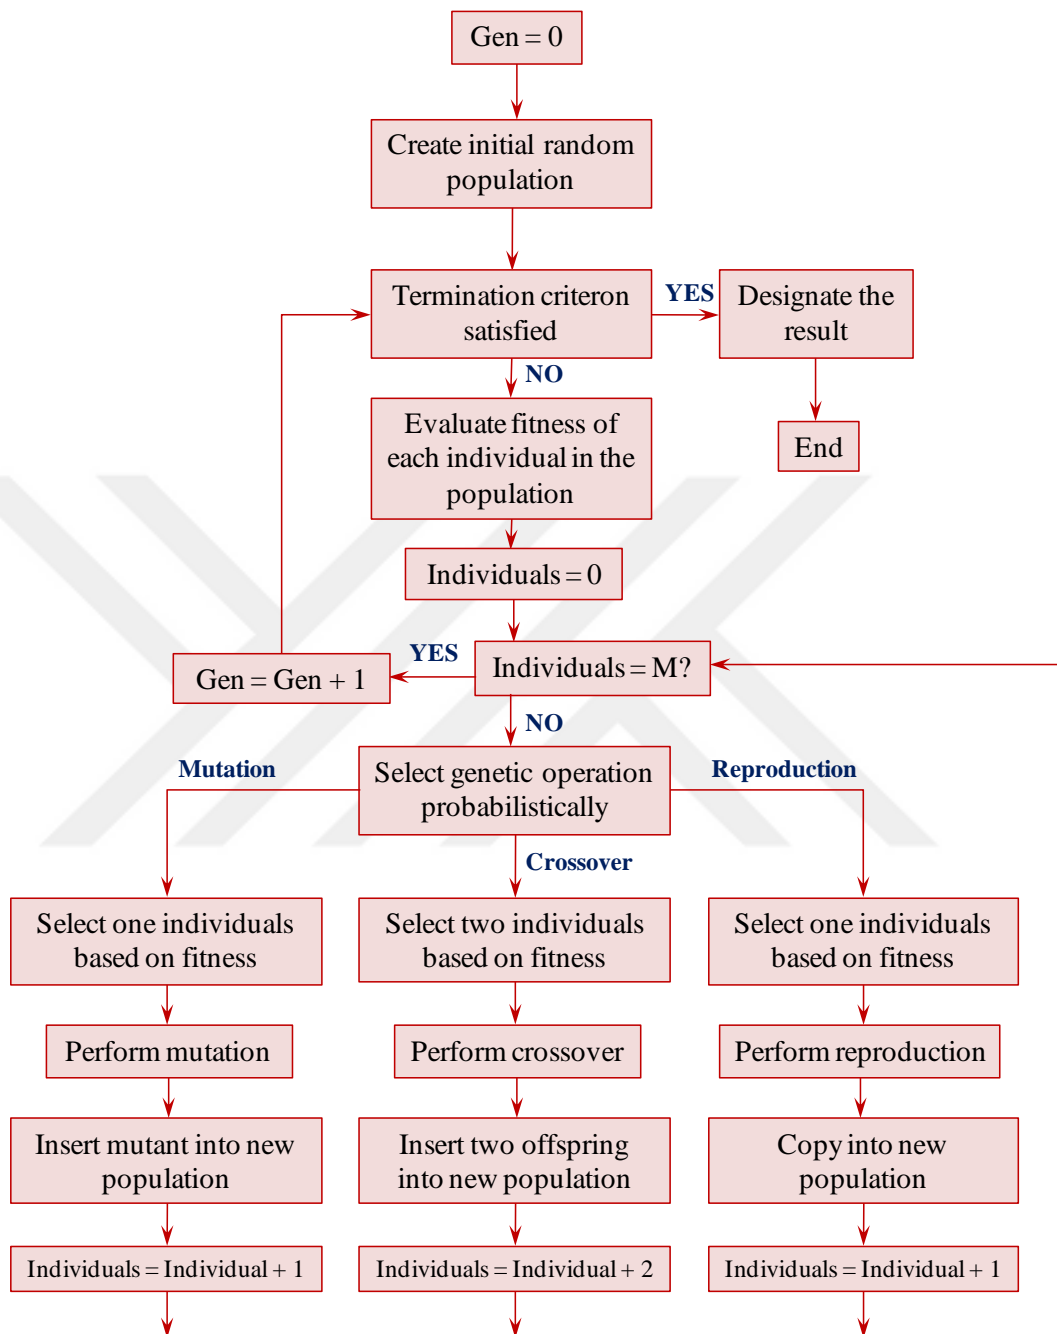 Gen = 0
Create initial random
population
Termination criteron
satisfied
YES
Designate the
result
NO
End
Evaluate fitness of
each individual in the
population
Individuals = 0
YES
Individuals = M?
Gen = Gen + 1
NO
Mutation
Select genetic operation
probabilistically
Reproduction
Crossover
Select one individuals
based on fitness
Select two individuals
based on fitness
Select one individuals
based on fitness
Perform mutation
Perform crossover
Perform reproduction
Insert mutant into new
population
Insert two offspring
into new population
Copy into new
population
Individuals = Individual + 1
Individuals = Individual + 2
Individuals = Individual + 1